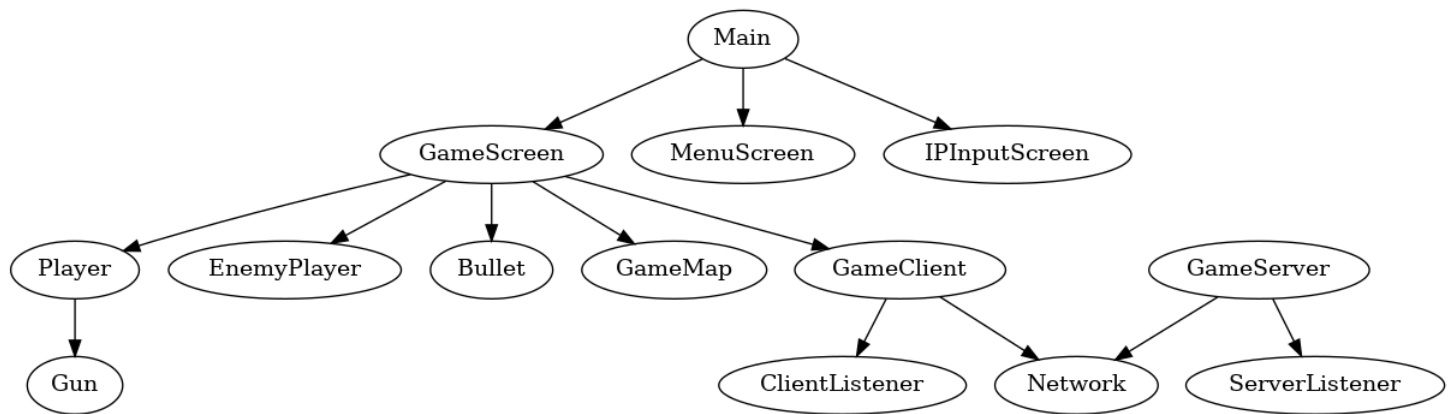 Main
GameScreen
MenuScreen
IPInputScreen
Player
EnemyPlayer
Bullet
GameMap
GameClient
GameServer
Gun
ClientListener
Network
ServerListener